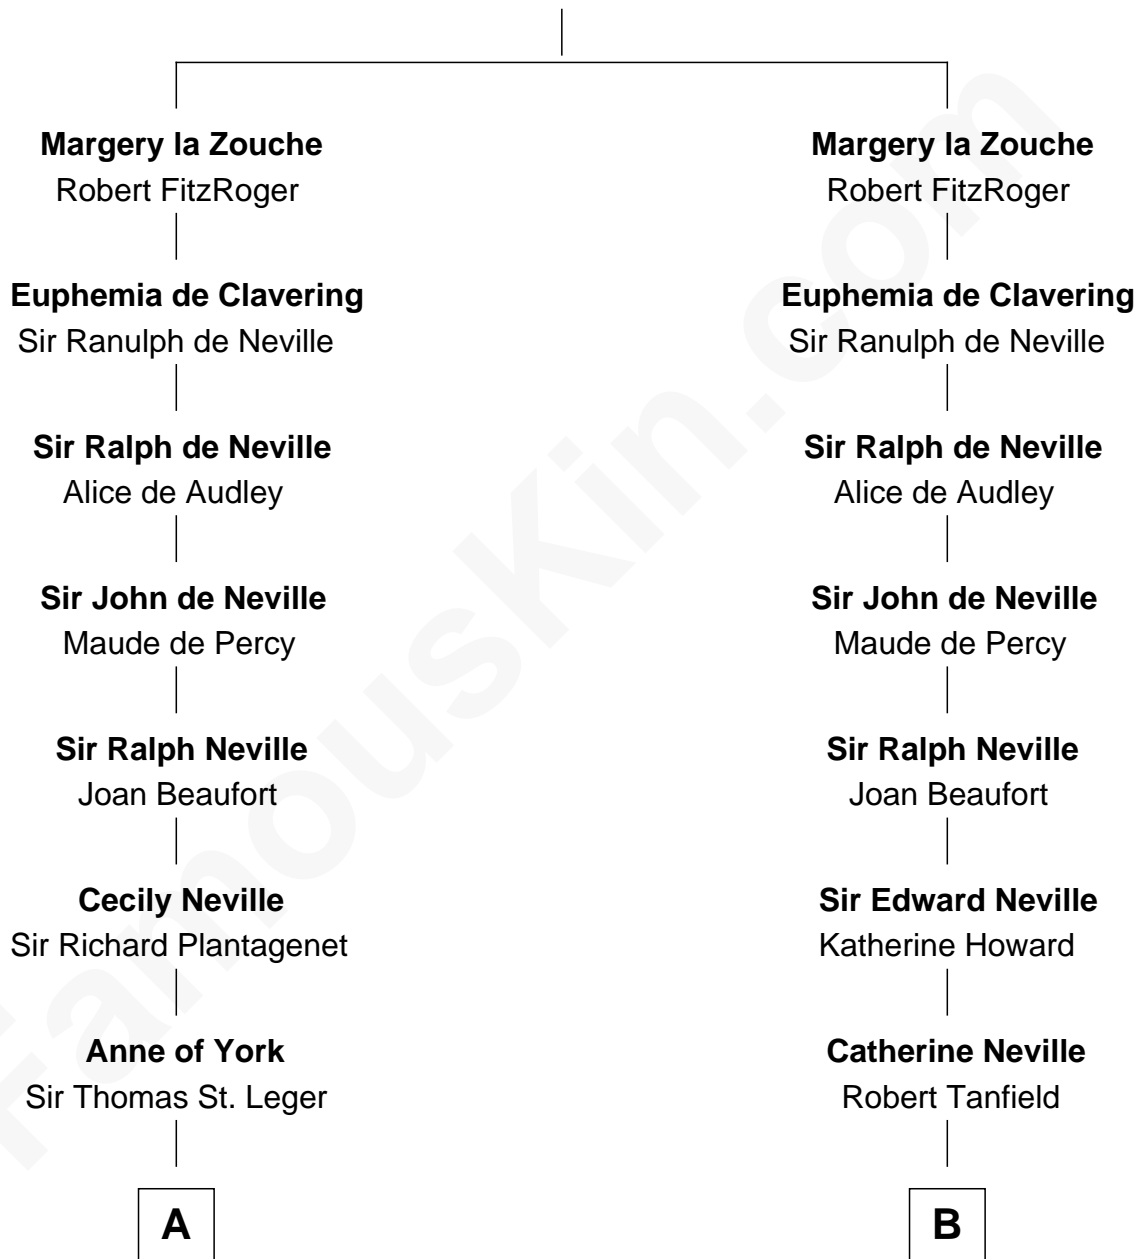 Margery la Zouche
Robert FitzRoger
Euphemia de Clavering
Sir Ranulph de Neville
Sir Ralph de Neville
Alice de Audley
Sir John de Neville
Maude de Percy
Sir Ralph Neville
Joan Beaufort
Cecily Neville
Sir Richard Plantagenet
Anne of York
Sir Thomas St. Leger
A
Margery la Zouche
Robert FitzRoger
Euphemia de Clavering
Sir Ranulph de Neville
Sir Ralph de Neville
Alice de Audley
Sir John de Neville
Maude de Percy
Sir Ralph Neville
Joan Beaufort
Sir Edward Neville
Katherine Howard
Catherine Neville
Robert Tanfield
B
FamousKin.com